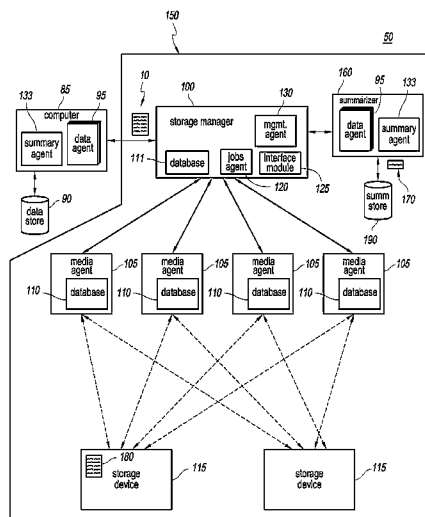 150
50
10
100
130
160
summarizer
95
133
133
85
95
computer
storage manager
mgmt.
agent
summary
agent
data agent
data agent
summary
agent
111
database
jobs
agent
interface
module
120
125
90
data
store
summ
store
170
190
media
agent
105
media
agent
105
media
agent
105
media
agent
105
110
database
110
database
110
database
110
database
180
storage
device
115
storage
device
115